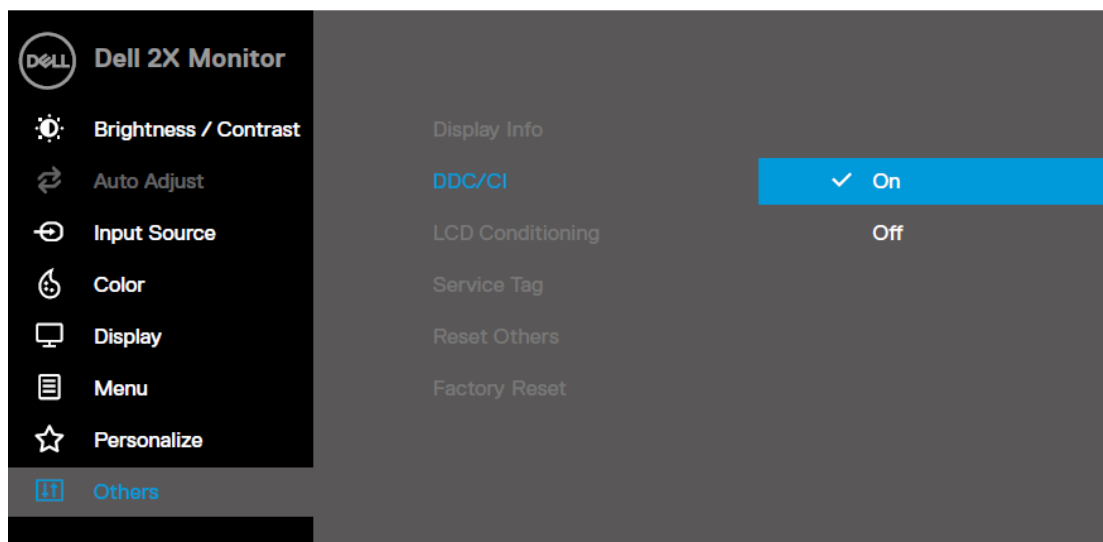 DELL Dell 2X Monitor
Brightness / Contrast
Auto Adjust
Input Source
Color
Display
Menu
Personalize
Others
Display Info
DDC/CI
LCD Conditioning
Service Tag
Reset Others
Factory Reset
On
Off